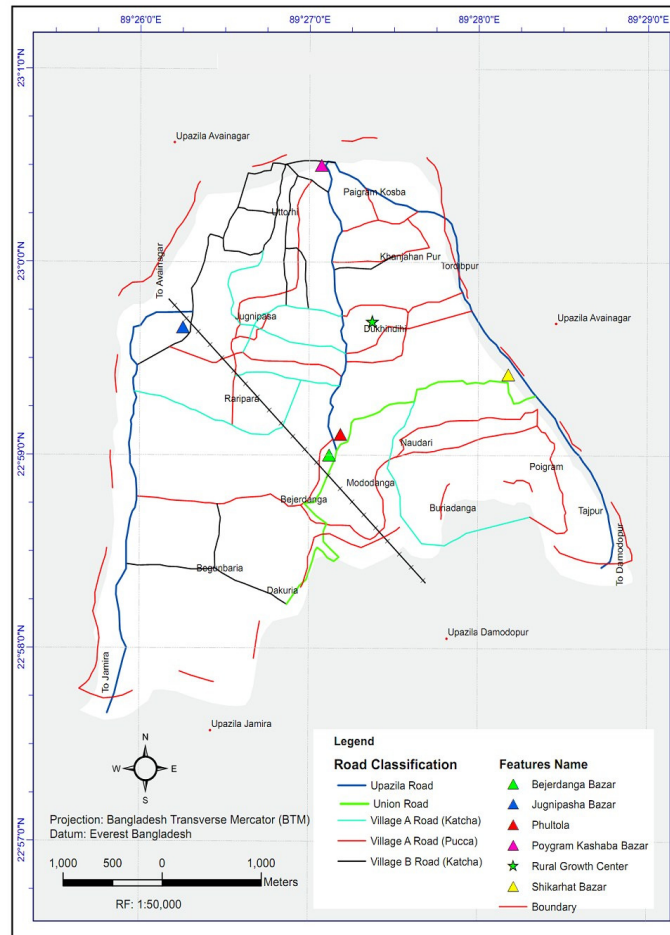 89°26'0"E 89°27'0"E 89°28'0"E 89°29'0"E
23°1'0"N
23°0'0"N
22°59'0"N
22°58'0"N
22°57'0"N
Upazila Avainagar
Paigram Kosba
Uttorhi
Khanjahan Pur
Tordibpur
To Avainagar
Jugnipasa
Dukhindihi
Upazila Avainagar
Raripara
Naudari
Poigram
Mododanga
Bejerdanga
Buriadanga
Tajpur
Begonbaria
Dakuria
To Damodopur
Upazila Damodopur
To Jamira
Upazila Jamira
N
W E
S
Projection: Bangladesh Transverse Mercator (BTM)
Datum: Everest Bangladesh
1,000 500 0 1,000
Meters
RF: 1:50,000
Legend
Road Classification
Upazila Road
Union Road
Village A Road (Katcha)
Village A Road (Pucca)
Village B Road (Katcha)
Features Name
Bejerdanga Bazar
Jugnipasha Bazar
Phultola
Poygram Kashaba Bazar
Rural Growth Center
Shikarhat Bazar
Boundary